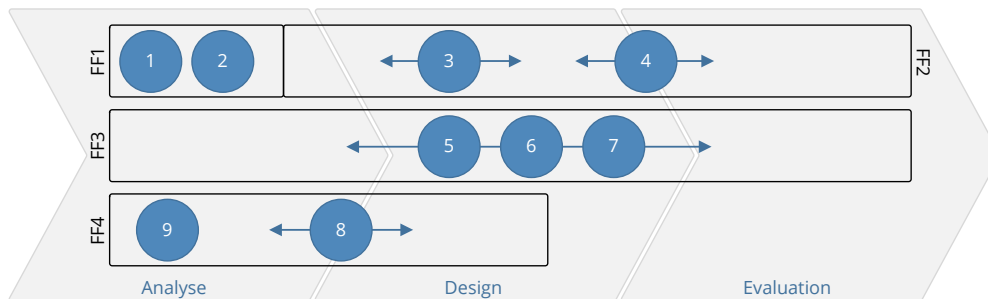 FF1
1 2 3 4
FF2
FF3
5 6 7
FF4
9 8
Analyse Design Evaluation